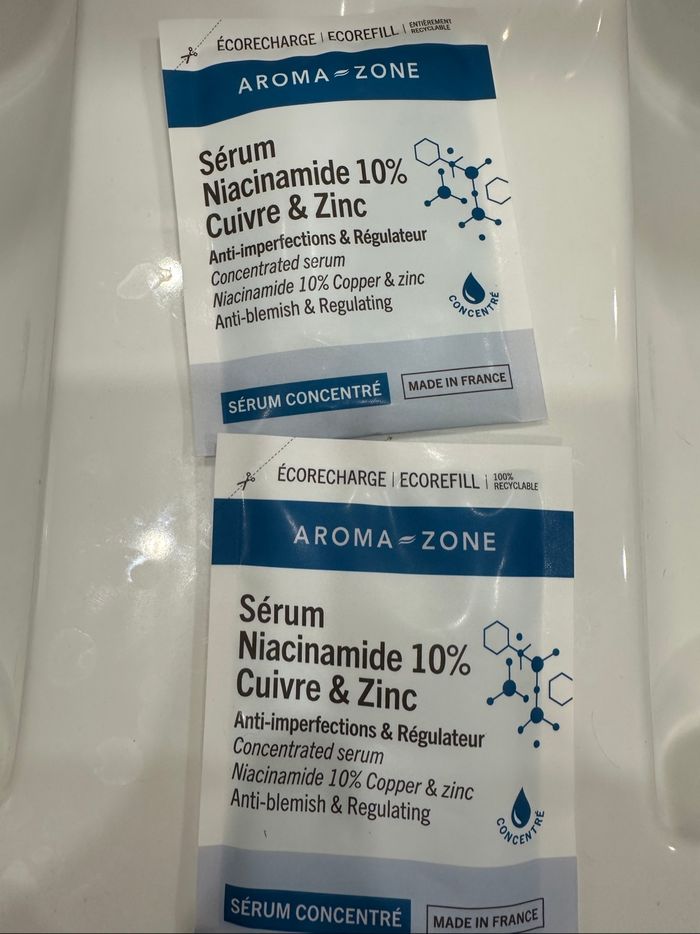 ÉCORECHARGE | ECOREFILL | ENTIÈREMENT RECYCLABLE
AROMA ZONE
Sérum
Niacinamide 10%
Cuivre & Zinc
Anti-imperfections & Régulateur
Concentrated serum
Niacinamide 10% Copper & zinc
Anti-blemish & Regulating
CONCENTRÉ
SÉRUM CONCENTRÉ
MADE IN FRANCE
ÉCORECHARGE | ECOREFILL | 100% RECYCLABLE
AROMA ZONE
Sérum
Niacinamide 10%
Cuivre & Zinc
Anti-imperfections & Régulateur
Concentrated serum
Niacinamide 10% Copper & zinc
Anti-blemish & Regulating
CONCENTRÉ
SÉRUM CONCENTRÉ
MADE IN FRANCE